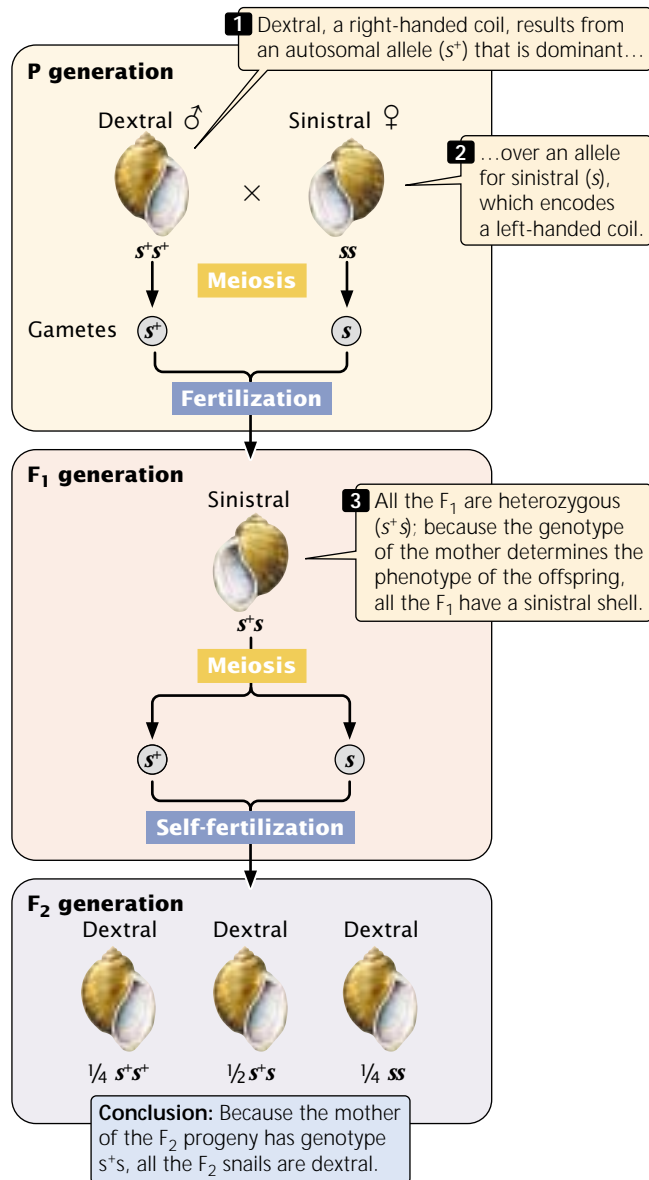 1 Dextral, a right-handed coil, results from
an autosomal allele (s⁺) that is dominant…
P generation
Dextral ♂
Sinistral ♀
2 …over an allele
for sinistral (s),
which encodes
a left-handed coil.
×
s⁺s⁺
ss
Meiosis
Gametes
s⁺
s
Fertilization
F₁ generation
Sinistral
3 All the F₁ are heterozygous
(s⁺s); because the genotype
of the mother determines the
phenotype of the offspring,
all the F₁ have a sinistral shell.
s⁺s
Meiosis
s⁺
s
Self-fertilization
F₂ generation
Dextral
Dextral
Dextral
¼ s⁺s⁺
½ s⁺s
¼ ss
Conclusion: Because the mother
of the F₂ progeny has genotype
s⁺s, all the F₂ snails are dextral.